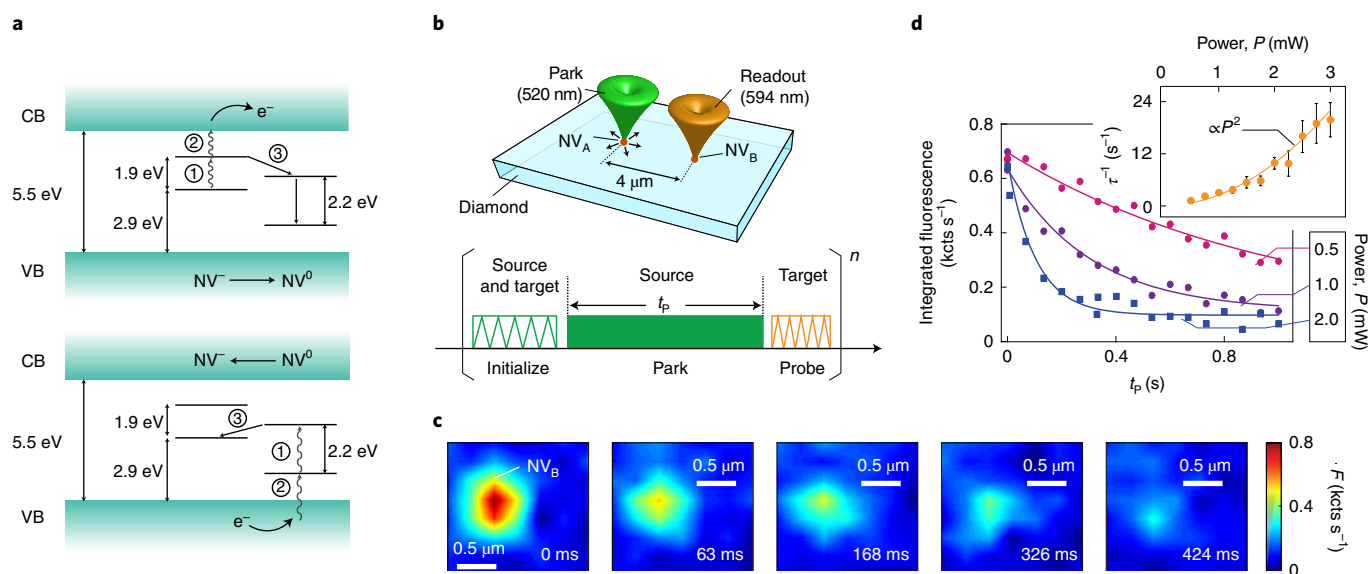 a
CB
e⁻
②
③
1.9 eV
①
5.5 eV
2.2 eV
2.9 eV
VB
NV⁻ → NV⁰
NV⁻ ← NV⁰
CB
1.9 eV
③
①
5.5 eV
2.2 eV
2.9 eV
②
VB
e⁻
b
Park
(520 nm)
Readout
(594 nm)
NV_A
NV_B
4 μm
Diamond
n
Source
and target
Source
Target
t_P
Initialize
Park
Probe
c
NV_B
0.5 μm
0 ms
0.5 μm
63 ms
0.5 μm
168 ms
0.5 μm
326 ms
0.5 μm
424 ms
0.8
0.4
0
F (kcts s⁻¹)
d
Power, P (mW)
0 1 2 3
24
12
0
τ⁻¹ (s⁻¹)
∝P²
0.8
0.6
0.4
0.2
0
Integrated fluorescence
(kcts s⁻¹)
0 0.4 0.8
t_P (s)
0.5
1.0
2.0
Power, P (mW)